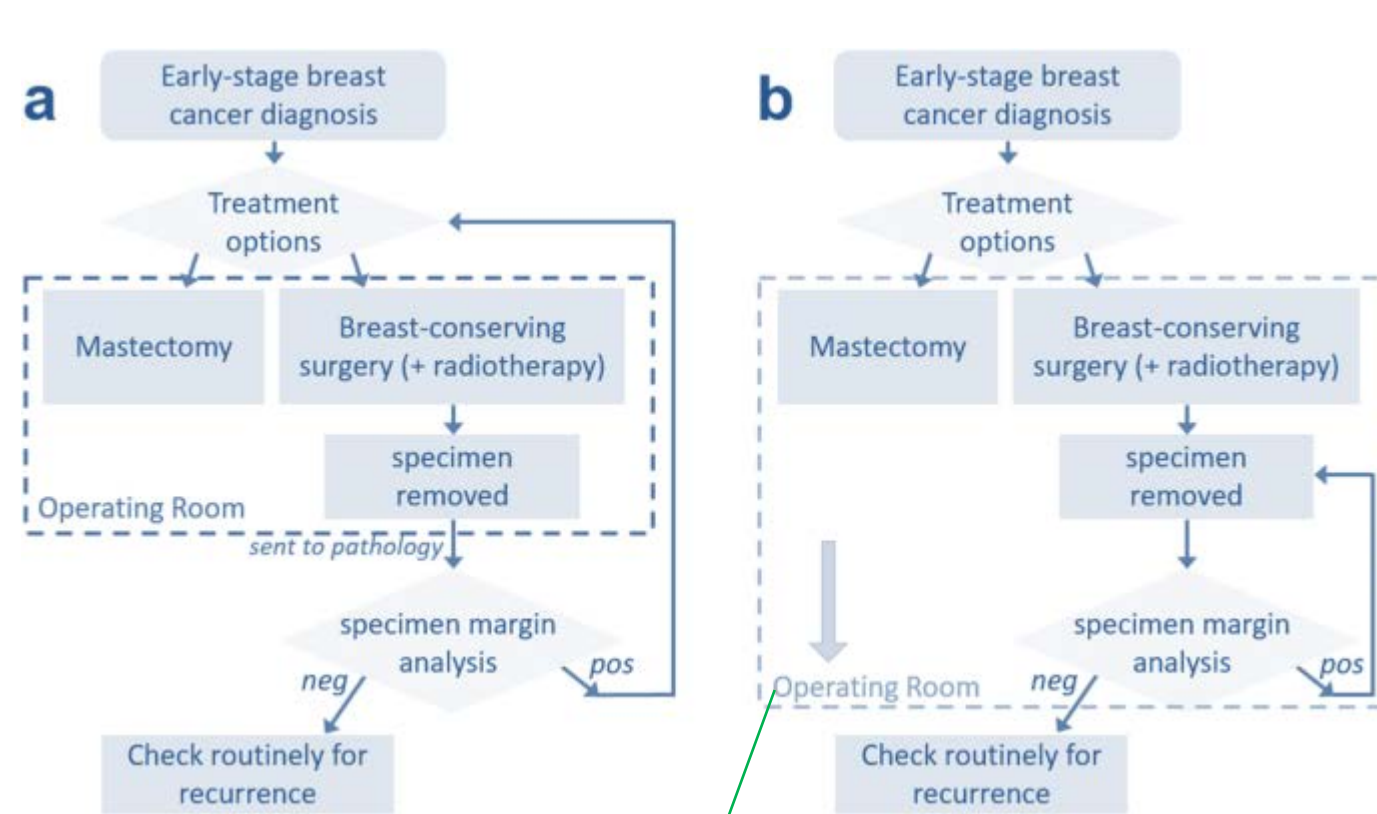 a
Early-stage breast
cancer diagnosis
Treatment
options
Mastectomy
Breast-conserving
surgery (+ radiotherapy)
specimen
removed
Operating Room
sent to pathology
specimen margin
analysis
neg
pos
Check routinely for
recurrence
b
Early-stage breast
cancer diagnosis
Treatment
options
Mastectomy
Breast-conserving
surgery (+ radiotherapy)
specimen
removed
specimen margin
analysis
Operating Room
neg
pos
Check routinely for
recurrence